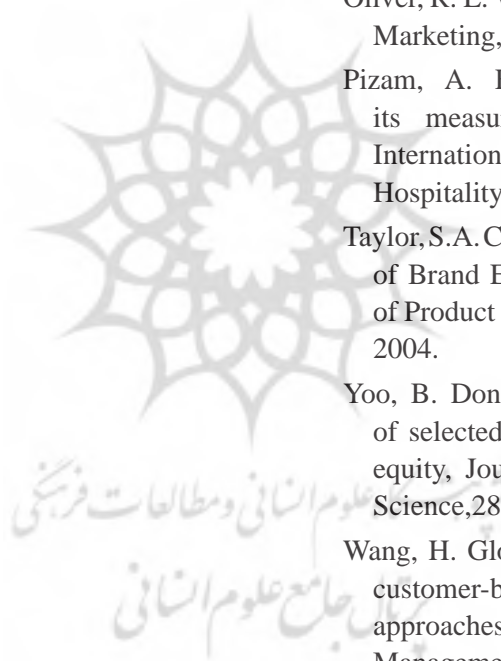 Oliver, R. L.
Marketing,
Pizam, A.
its measu
Internation
Hospitality
Taylor,S.A.C
of Brand E
of Product
2004.
Yoo, B. Don
of selected
equity, Jou
علوم انسانی و مطالعات فرهنگی
Science,28
Wang, H. Glo
customer-b
پرتال جامع علوم انسانی
approaches
Management